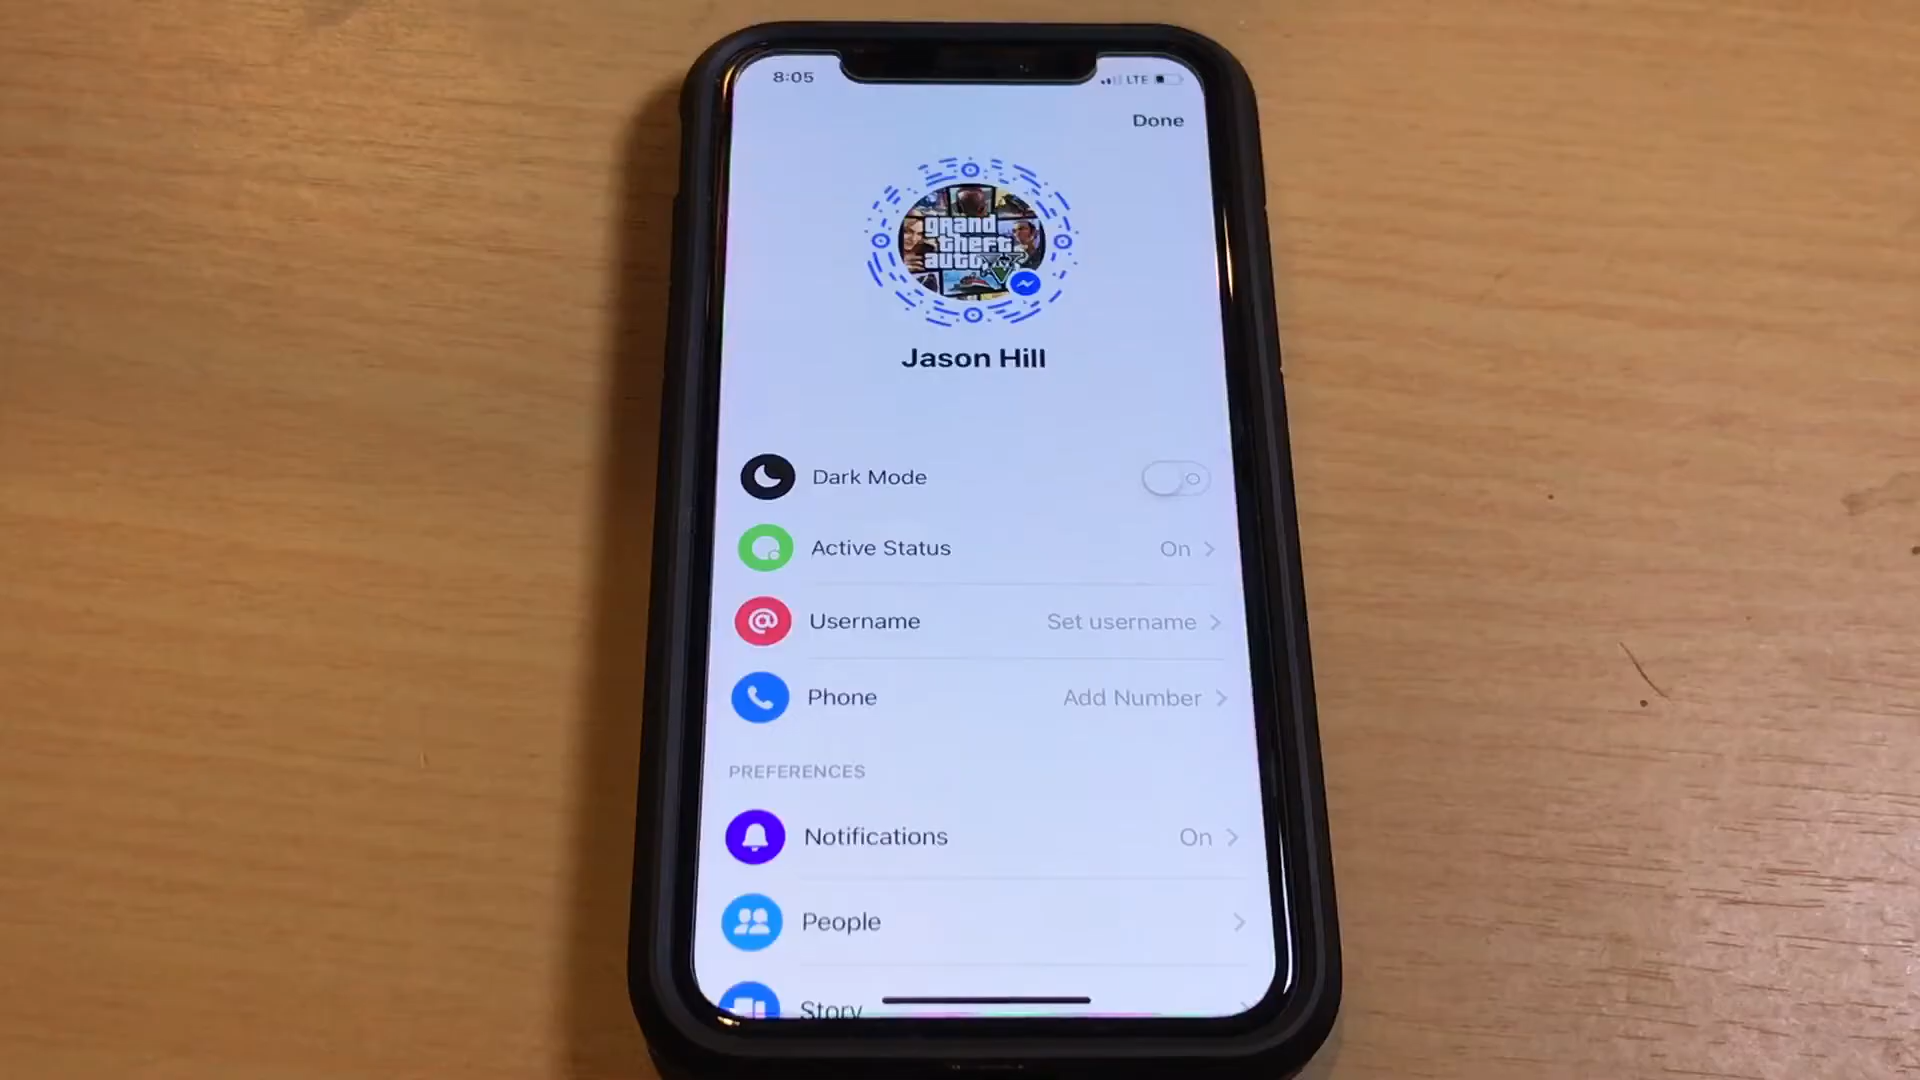 8:05
LTE
Done
grand
theft
auto
V
Jason Hill
Dark Mode
Active Status On
Username Set username
Phone Add Number
PREFERENCES
Notifications On
People
Story